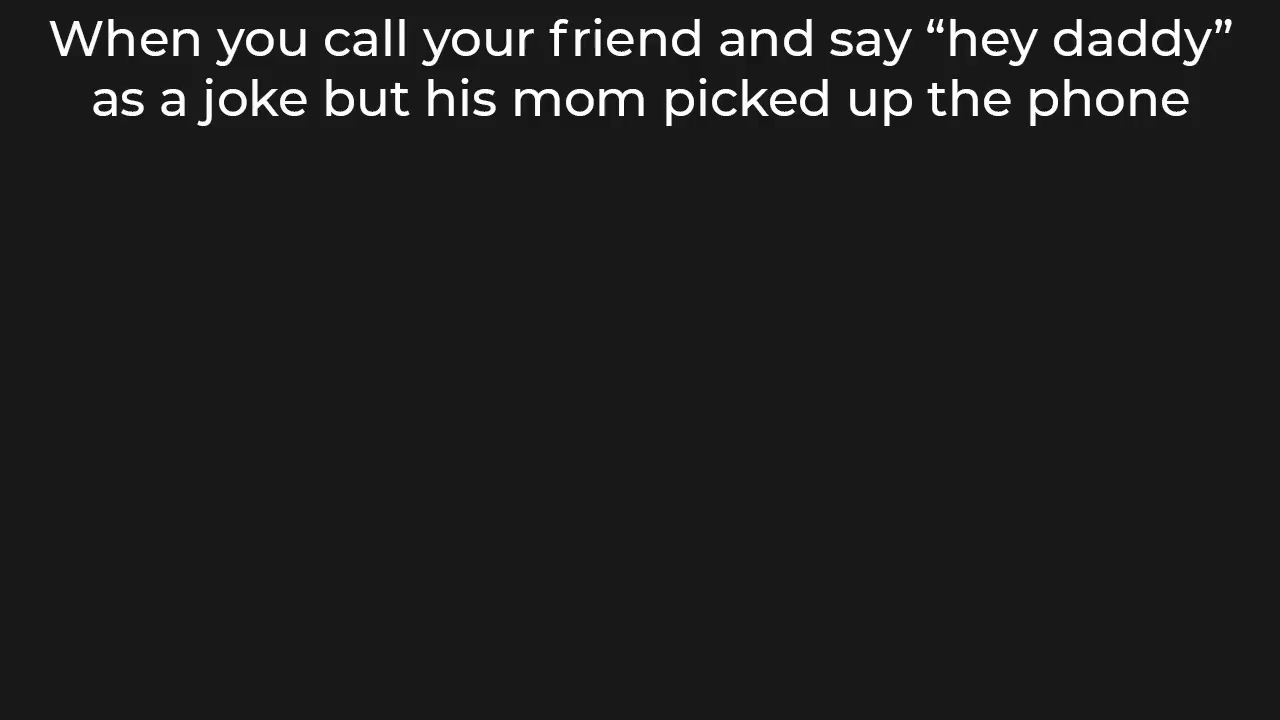 When you call your friend and say “hey daddy”
as a joke but his mom picked up the phone